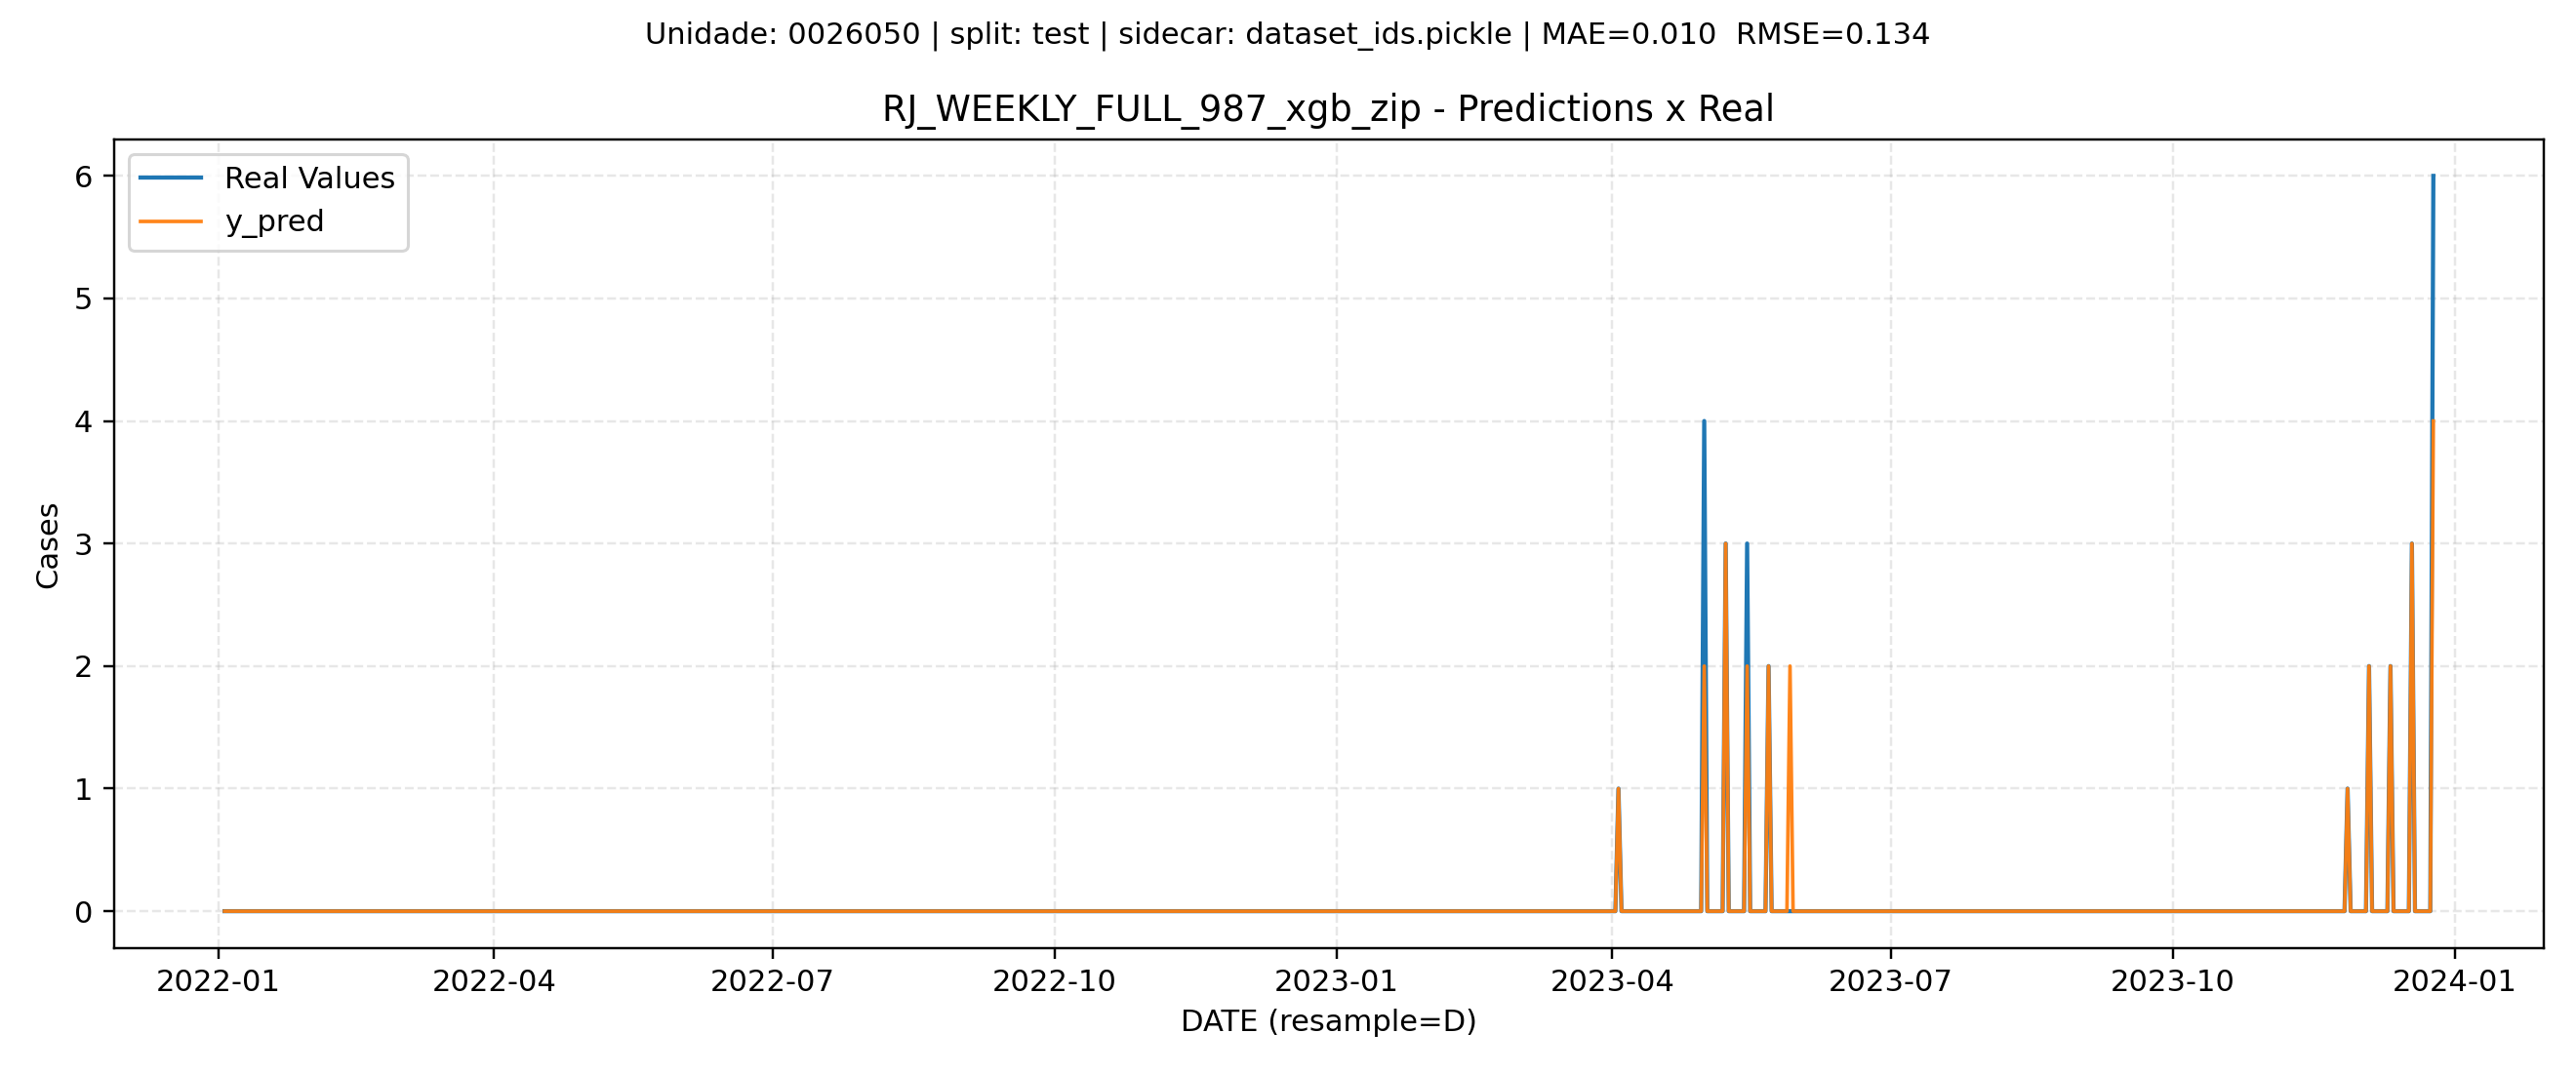 Unidade: 0026050 | split: test | sidecar: dataset_ids.pickle | MAE=0.010  RMSE=0.134
RJ_WEEKLY_FULL_987_xgb_zip - Predictions x Real
Real Values
y_pred
6
5
4
3
2
1
0
Cases
2022-01
2022-04
2022-07
2022-10
2023-01
2023-04
2023-07
2023-10
2024-01
DATE (resample=D)